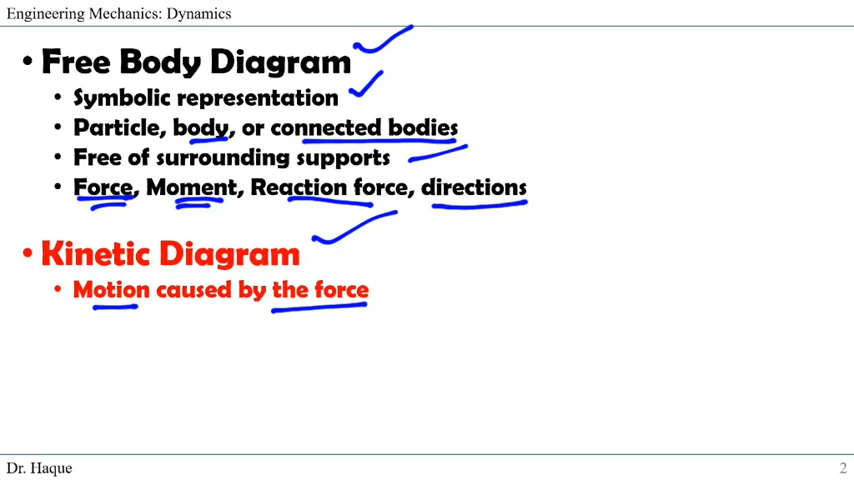 Engineering Mechanics: Dynamics
• Free Body Diagram
• Symbolic representation
• Particle, body, or connected bodies
• Free of surrounding supports
• Force, Moment, Reaction force, directions
• Kinetic Diagram
• Motion caused by the force
Dr. Haque
2